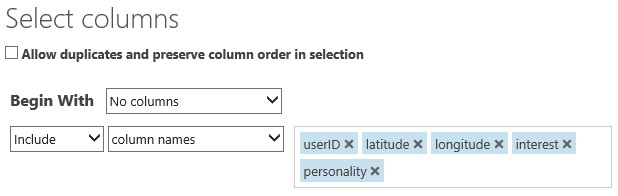 Select columns
Allow duplicates and preserve column order in selection
Begin With No columns
Include column names userID latitude longitude interest
personality